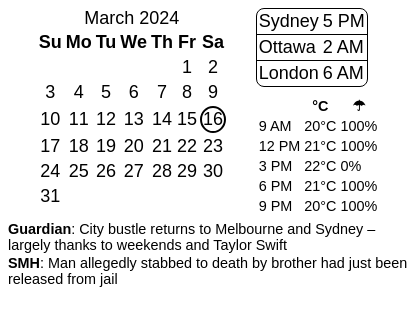 March 2024
Su Mo Tu We Th Fr Sa
1 2
3 4 5 6 7 8 9
10 11 12 13 14 15 16
17 18 19 20 21 22 23
24 25 26 27 28 29 30
31
Sydney 5 PM
Ottawa 2 AM
London 6 AM
°C ☂
9 AM 20°C 100%
12 PM 21°C 100%
3 PM 22°C 0%
6 PM 21°C 100%
9 PM 20°C 100%
Guardian: City bustle returns to Melbourne and Sydney –
largely thanks to weekends and Taylor Swift
SMH: Man allegedly stabbed to death by brother had just been
released from jail